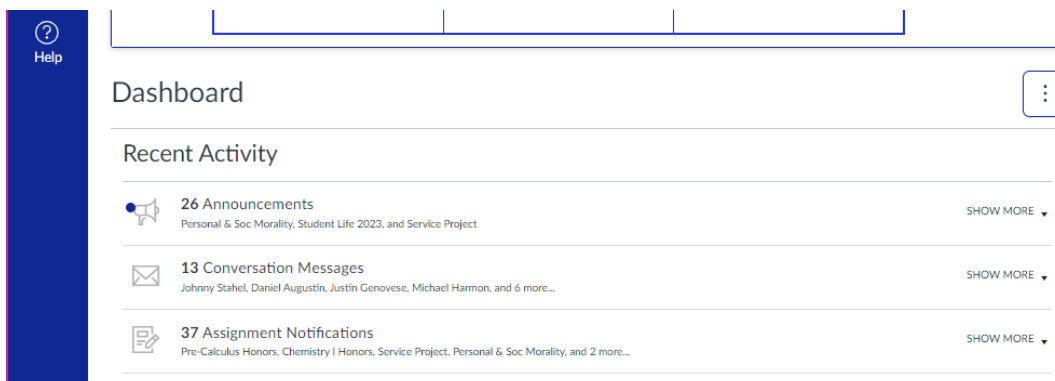 Help
Dashboard
Recent Activity
26 Announcements
Personal & Soc Morality, Student Life 2023, and Service Project
SHOW MORE
13 Conversation Messages
Johnny Stahel, Daniel Augustin, Justin Genovese, Michael Harmon, and 6 more...
SHOW MORE
37 Assignment Notifications
Pre-Calculus Honors, Chemistry I Honors, Service Project, Personal & Soc Morality, and 2 more...
SHOW MORE